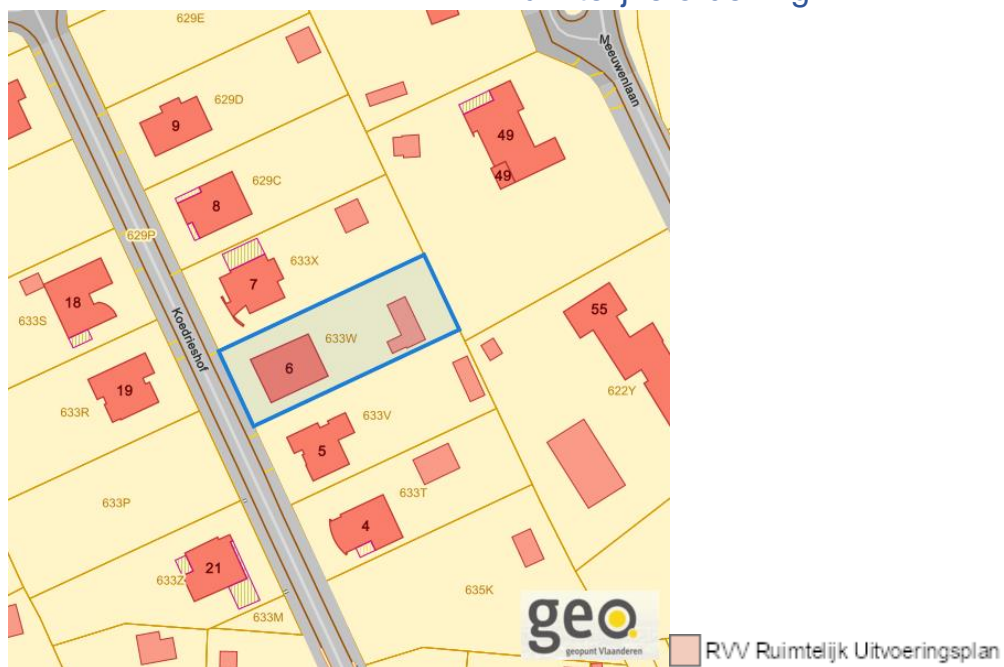 629E
629D
9
Meeuwenlaan
49
49
629C
8
629P
633X
7
18
633S
Koedrieshof
55
633W
6
19
633R
622Y
633V
5
633P
633T
4
21
633Z
635K
633M
geo
geopunt Vlaanderen
RVV Ruimtelijk Uitvoeringsplan